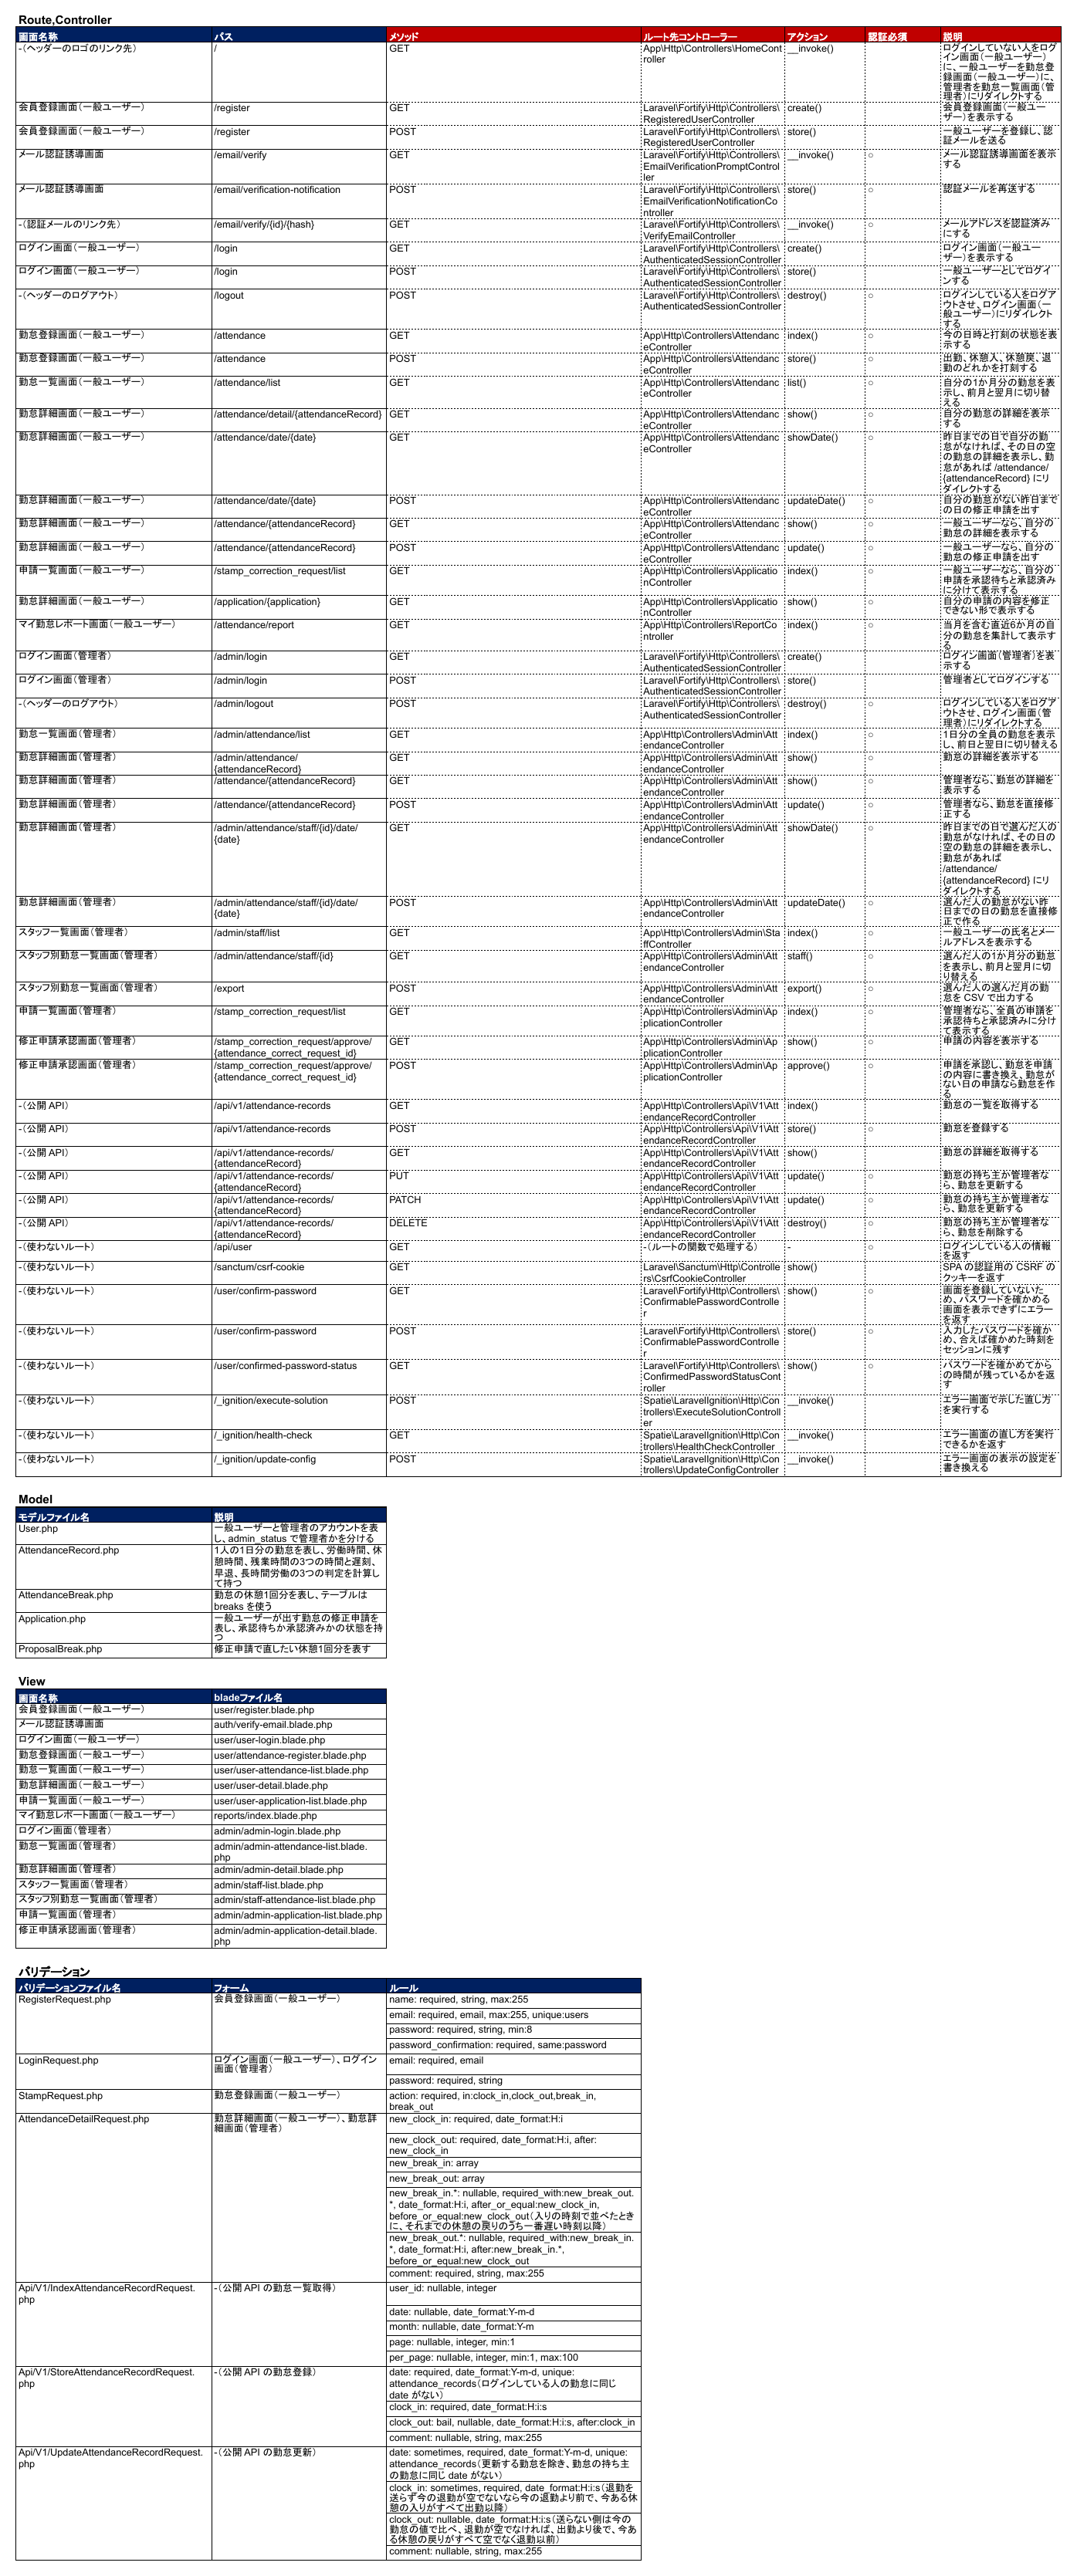 Route,Controller
画面名称 パス メソッド ルート先コントローラー アクション 認証必須 説明
-（ヘッダーのロゴのリンク先） / GET App\Http\Controllers\HomeCont __invoke() ログインしていない人をログ
roller イン画面（一般ユーザー）
に、一般ユーザーを勤怠登
録画面（一般ユーザー）に、
管理者を勤怠一覧画面（管
理者）にリダイレクトする
会員登録画面（一般ユーザー） /register GET Laravel\Fortify\Http\Controllers\ create() 会員登録画面（一般ユー
RegisteredUserController ザー）を表示する
会員登録画面（一般ユーザー） /register POST Laravel\Fortify\Http\Controllers\ store() 一般ユーザーを登録し、認
RegisteredUserController 証メールを送る
メール認証誘導画面 /email/verify GET Laravel\Fortify\Http\Controllers\ __invoke() ○ メール認証誘導画面を表示
EmailVerificationPromptControl する
ler
メール認証誘導画面 /email/verification-notification POST Laravel\Fortify\Http\Controllers\ store() ○ 認証メールを再送する
EmailVerificationNotificationCo
ntroller
-（認証メールのリンク先） /email/verify/{id}/{hash} GET Laravel\Fortify\Http\Controllers\ __invoke() ○ メールアドレスを認証済み
VerifyEmailController にする
ログイン画面（一般ユーザー） /login GET Laravel\Fortify\Http\Controllers\ create() ログイン画面（一般ユー
AuthenticatedSessionController ザー）を表示する
ログイン画面（一般ユーザー） /login POST Laravel\Fortify\Http\Controllers\ store() 一般ユーザーとしてログイ
AuthenticatedSessionController ンする
-（ヘッダーのログアウト） /logout POST Laravel\Fortify\Http\Controllers\ destroy() ○ ログインしている人をログア
AuthenticatedSessionController ウトさせ、ログイン画面（一
般ユーザー）にリダイレクト
する
勤怠登録画面（一般ユーザー） /attendance GET App\Http\Controllers\Attendanc index() ○ 今の日時と打刻の状態を表
eController 示する
勤怠登録画面（一般ユーザー） /attendance POST App\Http\Controllers\Attendanc store() ○ 出勤、休憩入、休憩戻、退
eController 勤のどれかを打刻する
勤怠一覧画面（一般ユーザー） /attendance/list GET App\Http\Controllers\Attendanc list() ○ 自分の1か月分の勤怠を表
eController 示し、前月と翌月に切り替
える
勤怠詳細画面（一般ユーザー） /attendance/detail/{attendanceRecord} GET App\Http\Controllers\Attendanc show() ○ 自分の勤怠の詳細を表示
eController する
勤怠詳細画面（一般ユーザー） /attendance/date/{date} GET App\Http\Controllers\Attendanc showDate() ○ 昨日までの日で自分の勤
eController 怠がなければ、その日の空
の勤怠の詳細を表示し、勤
怠があれば /attendance/
{attendanceRecord} にリ
ダイレクトする
勤怠詳細画面（一般ユーザー） /attendance/date/{date} POST App\Http\Controllers\Attendanc updateDate() ○ 自分の勤怠がない昨日まで
eController の日の修正申請を出す
勤怠詳細画面（一般ユーザー） /attendance/{attendanceRecord} GET App\Http\Controllers\Attendanc show() ○ 一般ユーザーなら、自分の
eController 勤怠の詳細を表示する
勤怠詳細画面（一般ユーザー） /attendance/{attendanceRecord} POST App\Http\Controllers\Attendanc update() ○ 一般ユーザーなら、自分の
eController 勤怠の修正申請を出す
申請一覧画面（一般ユーザー） /stamp_correction_request/list GET App\Http\Controllers\Applicatio index() ○ 一般ユーザーなら、自分の
nController 申請を承認待ちと承認済み
に分けて表示する
勤怠詳細画面（一般ユーザー） /application/{application} GET App\Http\Controllers\Applicatio show() ○ 自分の申請の内容を修正
nController できない形で表示する
マイ勤怠レポート画面（一般ユーザー） /attendance/report GET App\Http\Controllers\ReportCo index() ○ 当月を含む直近6か月の自
ntroller 分の勤怠を集計して表示す
る
ログイン画面（管理者） /admin/login GET Laravel\Fortify\Http\Controllers\ create() ログイン画面（管理者）を表
AuthenticatedSessionController 示する
ログイン画面（管理者） /admin/login POST Laravel\Fortify\Http\Controllers\ store() 管理者としてログインする
AuthenticatedSessionController
-（ヘッダーのログアウト） /admin/logout POST Laravel\Fortify\Http\Controllers\ destroy() ○ ログインしている人をログア
AuthenticatedSessionController ウトさせ、ログイン画面（管
理者）にリダイレクトする
勤怠一覧画面（管理者） /admin/attendance/list GET App\Http\Controllers\Admin\Att index() ○ 1日分の全員の勤怠を表示
endanceController し、前日と翌日に切り替える
勤怠詳細画面（管理者） /admin/attendance/ GET App\Http\Controllers\Admin\Att show() ○ 勤怠の詳細を表示する
{attendanceRecord} endanceController
勤怠詳細画面（管理者） /attendance/{attendanceRecord} GET App\Http\Controllers\Admin\Att show() ○ 管理者なら、勤怠の詳細を
endanceController 表示する
勤怠詳細画面（管理者） /attendance/{attendanceRecord} POST App\Http\Controllers\Admin\Att update() ○ 管理者なら、勤怠を直接修
endanceController 正する
勤怠詳細画面（管理者） /admin/attendance/staff/{id}/date/ GET App\Http\Controllers\Admin\Att showDate() ○ 昨日までの日で選んだ人の
{date} endanceController 勤怠がなければ、その日の
空の勤怠の詳細を表示し、
勤怠があれば
/attendance/
{attendanceRecord} にリ
ダイレクトする
勤怠詳細画面（管理者） /admin/attendance/staff/{id}/date/ POST App\Http\Controllers\Admin\Att updateDate() ○ 選んだ人の勤怠がない昨
{date} endanceController 日までの日の勤怠を直接修
正で作る
スタッフ一覧画面（管理者） /admin/staff/list GET App\Http\Controllers\Admin\Sta index() ○ 一般ユーザーの氏名とメー
ffController ルアドレスを表示する
スタッフ別勤怠一覧画面（管理者） /admin/attendance/staff/{id} GET App\Http\Controllers\Admin\Att staff() ○ 選んだ人の1か月分の勤怠
endanceController を表示し、前月と翌月に切
り替える
スタッフ別勤怠一覧画面（管理者） /export POST App\Http\Controllers\Admin\Att export() ○ 選んだ人の選んだ月の勤
endanceController 怠を CSV で出力する
申請一覧画面（管理者） /stamp_correction_request/list GET App\Http\Controllers\Admin\Ap index() ○ 管理者なら、全員の申請を
plicationController 承認待ちと承認済みに分け
て表示する
修正申請承認画面（管理者） /stamp_correction_request/approve/ GET App\Http\Controllers\Admin\Ap show() ○ 申請の内容を表示する
{attendance_correct_request_id} plicationController
修正申請承認画面（管理者） /stamp_correction_request/approve/ POST App\Http\Controllers\Admin\Ap approve() ○ 申請を承認し、勤怠を申請
{attendance_correct_request_id} plicationController の内容に書き換え、勤怠が
ない日の申請なら勤怠を作
る
-（公開 API） /api/v1/attendance-records GET App\Http\Controllers\Api\V1\Att index() 勤怠の一覧を取得する
endanceRecordController
-（公開 API） /api/v1/attendance-records POST App\Http\Controllers\Api\V1\Att store() ○ 勤怠を登録する
endanceRecordController
-（公開 API） /api/v1/attendance-records/ GET App\Http\Controllers\Api\V1\Att show() 勤怠の詳細を取得する
{attendanceRecord} endanceRecordController
-（公開 API） /api/v1/attendance-records/ PUT App\Http\Controllers\Api\V1\Att update() ○ 勤怠の持ち主か管理者な
{attendanceRecord} endanceRecordController ら、勤怠を更新する
-（公開 API） /api/v1/attendance-records/ PATCH App\Http\Controllers\Api\V1\Att update() ○ 勤怠の持ち主か管理者な
{attendanceRecord} endanceRecordController ら、勤怠を更新する
-（公開 API） /api/v1/attendance-records/ DELETE App\Http\Controllers\Api\V1\Att destroy() ○ 勤怠の持ち主か管理者な
{attendanceRecord} endanceRecordController ら、勤怠を削除する
-（使わないルート） /api/user GET -（ルートの関数で処理する） - ○ ログインしている人の情報
を返す
-（使わないルート） /sanctum/csrf-cookie GET Laravel\Sanctum\Http\Controlle show() SPA の認証用の CSRF の
rs\CsrfCookieController クッキーを返す
-（使わないルート） /user/confirm-password GET Laravel\Fortify\Http\Controllers\ show() ○ 画面を登録していないた
ConfirmablePasswordControlle め、パスワードを確かめる
r 画面を表示できずにエラー
を返す
-（使わないルート） /user/confirm-password POST Laravel\Fortify\Http\Controllers\ store() ○ 入力したパスワードを確か
ConfirmablePasswordControlle め、合えば確かめた時刻を
r セッションに残す
-（使わないルート） /user/confirmed-password-status GET Laravel\Fortify\Http\Controllers\ show() ○ パスワードを確かめてから
ConfirmedPasswordStatusCont の時間が残っているかを返
roller す
-（使わないルート） /_ignition/execute-solution POST Spatie\LaravelIgnition\Http\Con __invoke() エラー画面で示した直し方
trollers\ExecuteSolutionControll を実行する
er
-（使わないルート） /_ignition/health-check GET Spatie\LaravelIgnition\Http\Con __invoke() エラー画面の直し方を実行
trollers\HealthCheckController できるかを返す
-（使わないルート） /_ignition/update-config POST Spatie\LaravelIgnition\Http\Con __invoke() エラー画面の表示の設定を
trollers\UpdateConfigController 書き換える
Model
モデルファイル名 説明
User.php 一般ユーザーと管理者のアカウントを表
し、admin_status で管理者かを分ける
AttendanceRecord.php 1人の1日分の勤怠を表し、労働時間、休
憩時間、残業時間の3つの時間と遅刻、
早退、長時間労働の3つの判定を計算し
て持つ
AttendanceBreak.php 勤怠の休憩1回分を表し、テーブルは
breaks を使う
Application.php 一般ユーザーが出す勤怠の修正申請を
表し、承認待ちか承認済みかの状態を持
つ
ProposalBreak.php 修正申請で直したい休憩1回分を表す
View
画面名称 bladeファイル名
会員登録画面（一般ユーザー） user/register.blade.php
メール認証誘導画面 auth/verify-email.blade.php
ログイン画面（一般ユーザー） user/user-login.blade.php
勤怠登録画面（一般ユーザー） user/attendance-register.blade.php
勤怠一覧画面（一般ユーザー） user/user-attendance-list.blade.php
勤怠詳細画面（一般ユーザー） user/user-detail.blade.php
申請一覧画面（一般ユーザー） user/user-application-list.blade.php
マイ勤怠レポート画面（一般ユーザー） reports/index.blade.php
ログイン画面（管理者） admin/admin-login.blade.php
勤怠一覧画面（管理者） admin/admin-attendance-list.blade.
php
勤怠詳細画面（管理者） admin/admin-detail.blade.php
スタッフ一覧画面（管理者） admin/staff-list.blade.php
スタッフ別勤怠一覧画面（管理者） admin/staff-attendance-list.blade.php
申請一覧画面（管理者） admin/admin-application-list.blade.php
修正申請承認画面（管理者） admin/admin-application-detail.blade.
php
バリデーション
バリデーションファイル名 フォーム ルール
RegisterRequest.php 会員登録画面（一般ユーザー） name: required, string, max:255
email: required, email, max:255, unique:users
password: required, string, min:8
password_confirmation: required, same:password
LoginRequest.php ログイン画面（一般ユーザー）、ログイン email: required, email
画面（管理者）
password: required, string
StampRequest.php 勤怠登録画面（一般ユーザー） action: required, in:clock_in,clock_out,break_in,
break_out
AttendanceDetailRequest.php 勤怠詳細画面（一般ユーザー）、勤怠詳 new_clock_in: required, date_format:H:i
細画面（管理者）
new_clock_out: required, date_format:H:i, after:
new_clock_in
new_break_in: array
new_break_out: array
new_break_in.*: nullable, required_with:new_break_out.
*, date_format:H:i, after_or_equal:new_clock_in,
before_or_equal:new_clock_out（入りの時刻で並べたとき
に、それまでの休憩の戻りのうち一番遅い時刻以降）
new_break_out.*: nullable, required_with:new_break_in.
*, date_format:H:i, after:new_break_in.*,
before_or_equal:new_clock_out
comment: required, string, max:255
Api/V1/IndexAttendanceRecordRequest. -（公開 API の勤怠一覧取得） user_id: nullable, integer
php
date: nullable, date_format:Y-m-d
month: nullable, date_format:Y-m
page: nullable, integer, min:1
per_page: nullable, integer, min:1, max:100
Api/V1/StoreAttendanceRecordRequest. -（公開 API の勤怠登録） date: required, date_format:Y-m-d, unique:
php attendance_records（ログインしている人の勤怠に同じ
date がない）
clock_in: required, date_format:H:i:s
clock_out: bail, nullable, date_format:H:i:s, after:clock_in
comment: nullable, string, max:255
Api/V1/UpdateAttendanceRecordRequest. -（公開 API の勤怠更新） date: sometimes, required, date_format:Y-m-d, unique:
php attendance_records（更新する勤怠を除き、勤怠の持ち主
の勤怠に同じ date がない）
clock_in: sometimes, required, date_format:H:i:s（退勤を
送らず今の退勤が空でないなら今の退勤より前で、今ある休
憩の入りがすべて出勤以降）
clock_out: nullable, date_format:H:i:s（送らない側は今の
勤怠の値で比べ、退勤が空でなければ、出勤より後で、今あ
る休憩の戻りがすべて空でなく退勤以前）
comment: nullable, string, max:255